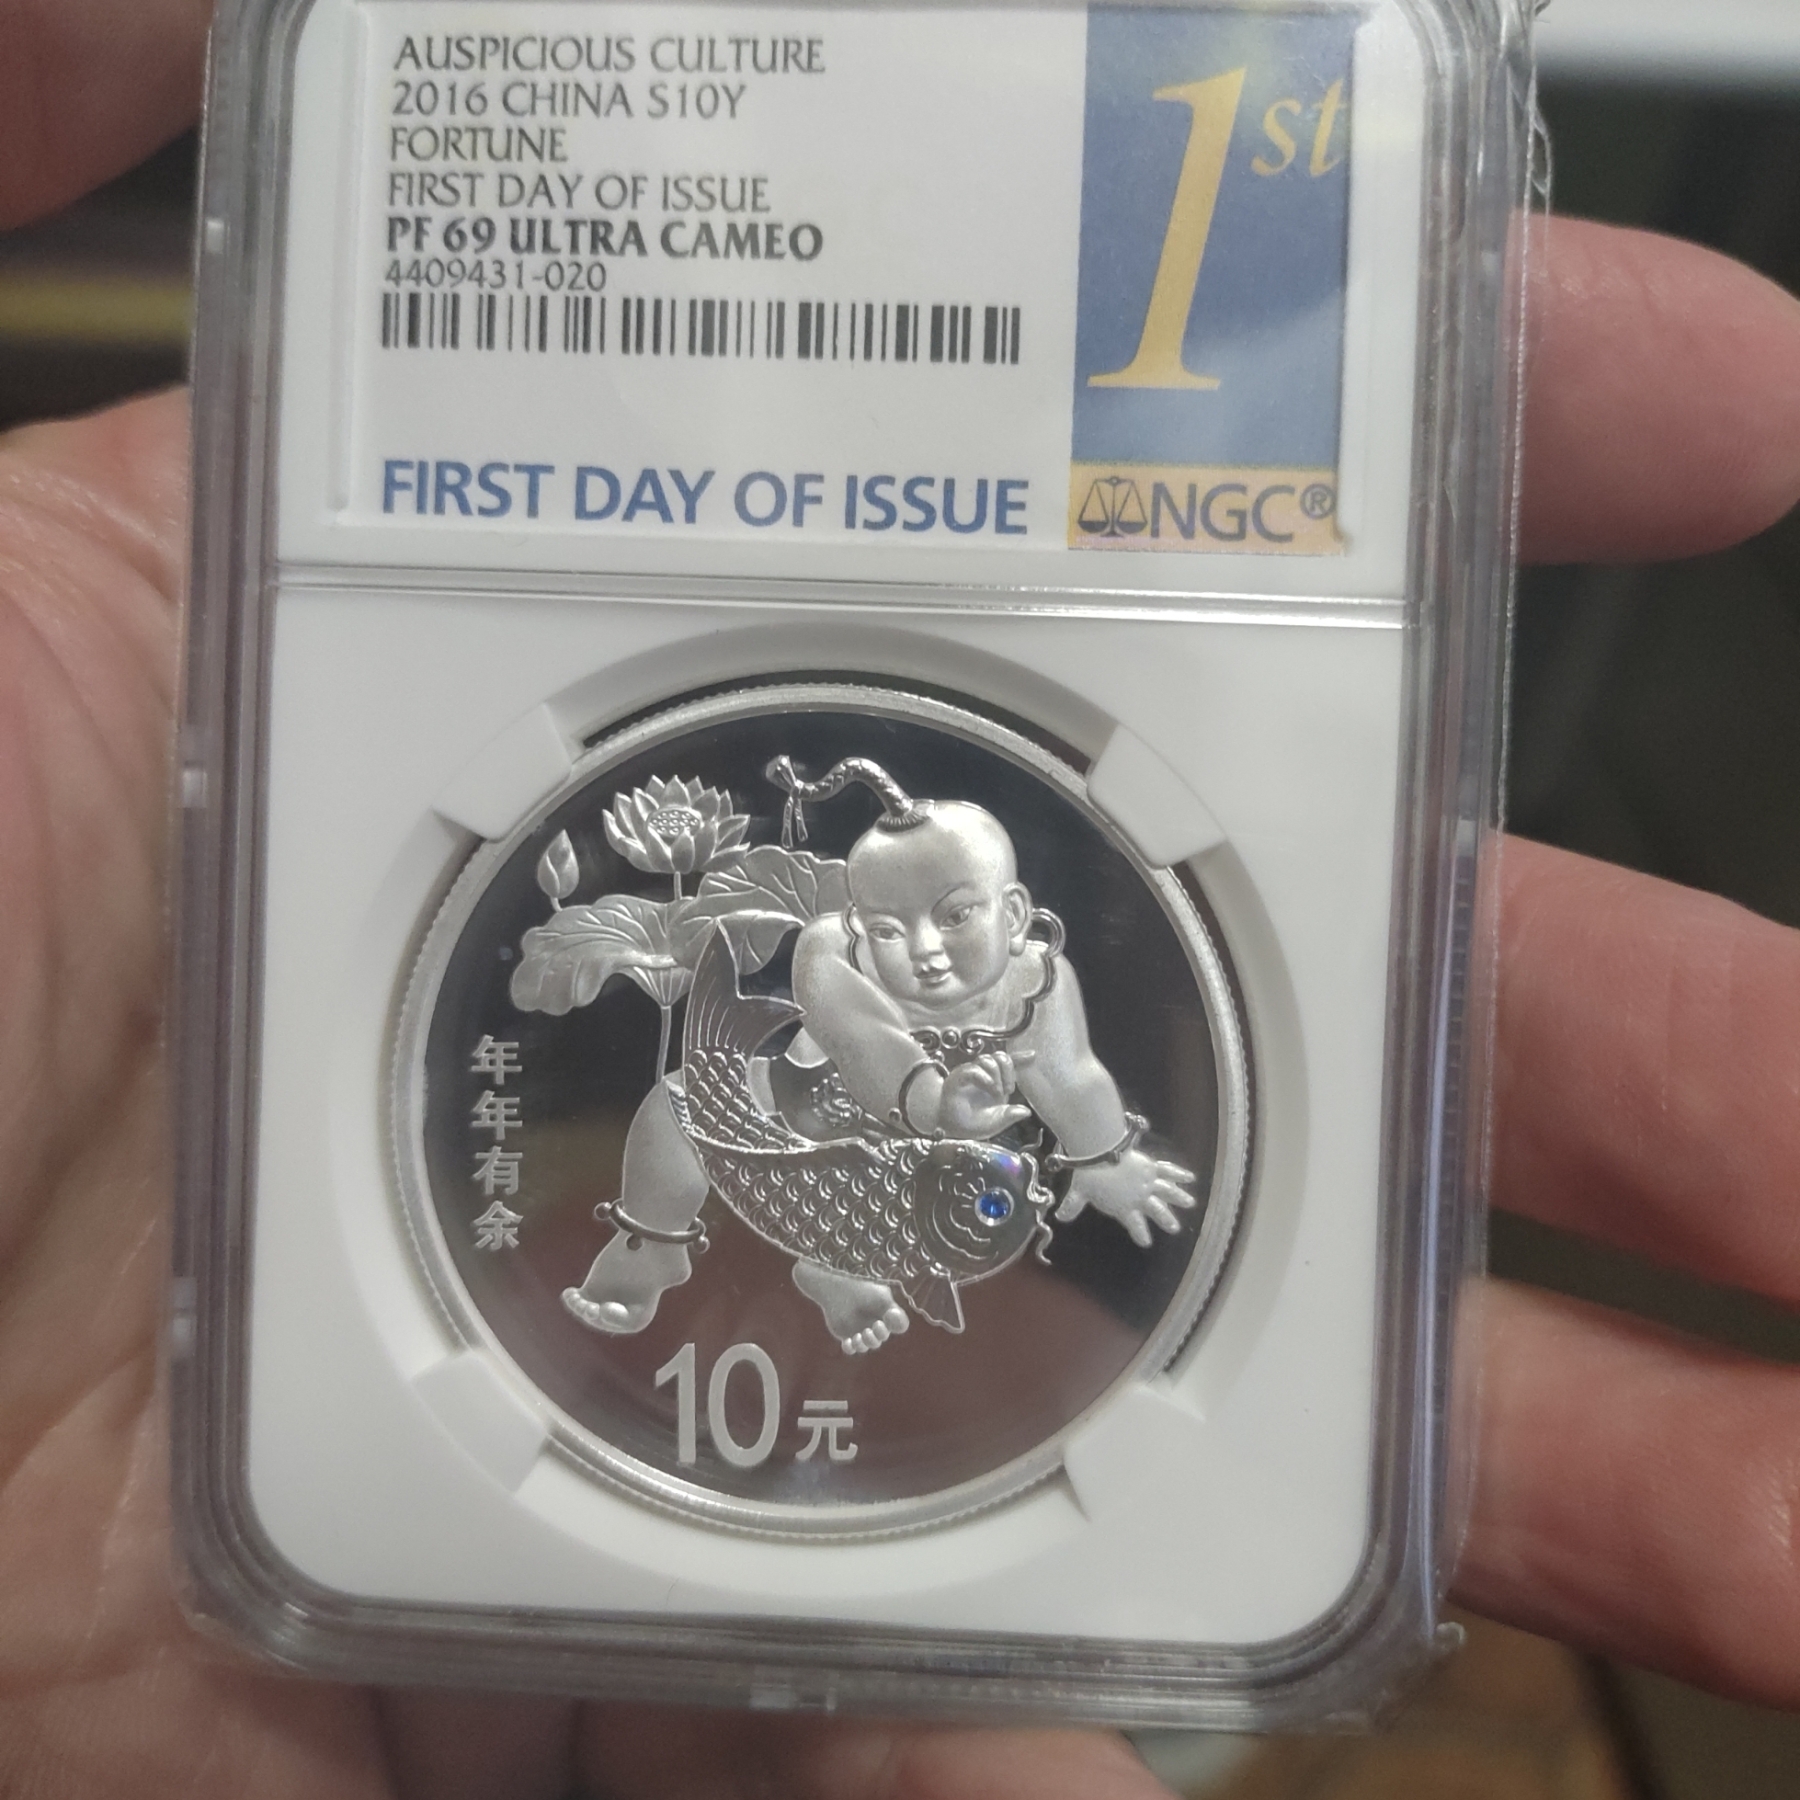 AUSPICIOUS CULTURE
2016 CHINA S10Y
FORTUNE
FIRST DAY OF ISSUE
PF 69 ULTRA CAMEO
4409431-020
1st
FIRST DAY OF ISSUE
NGC®
年年有余
10元